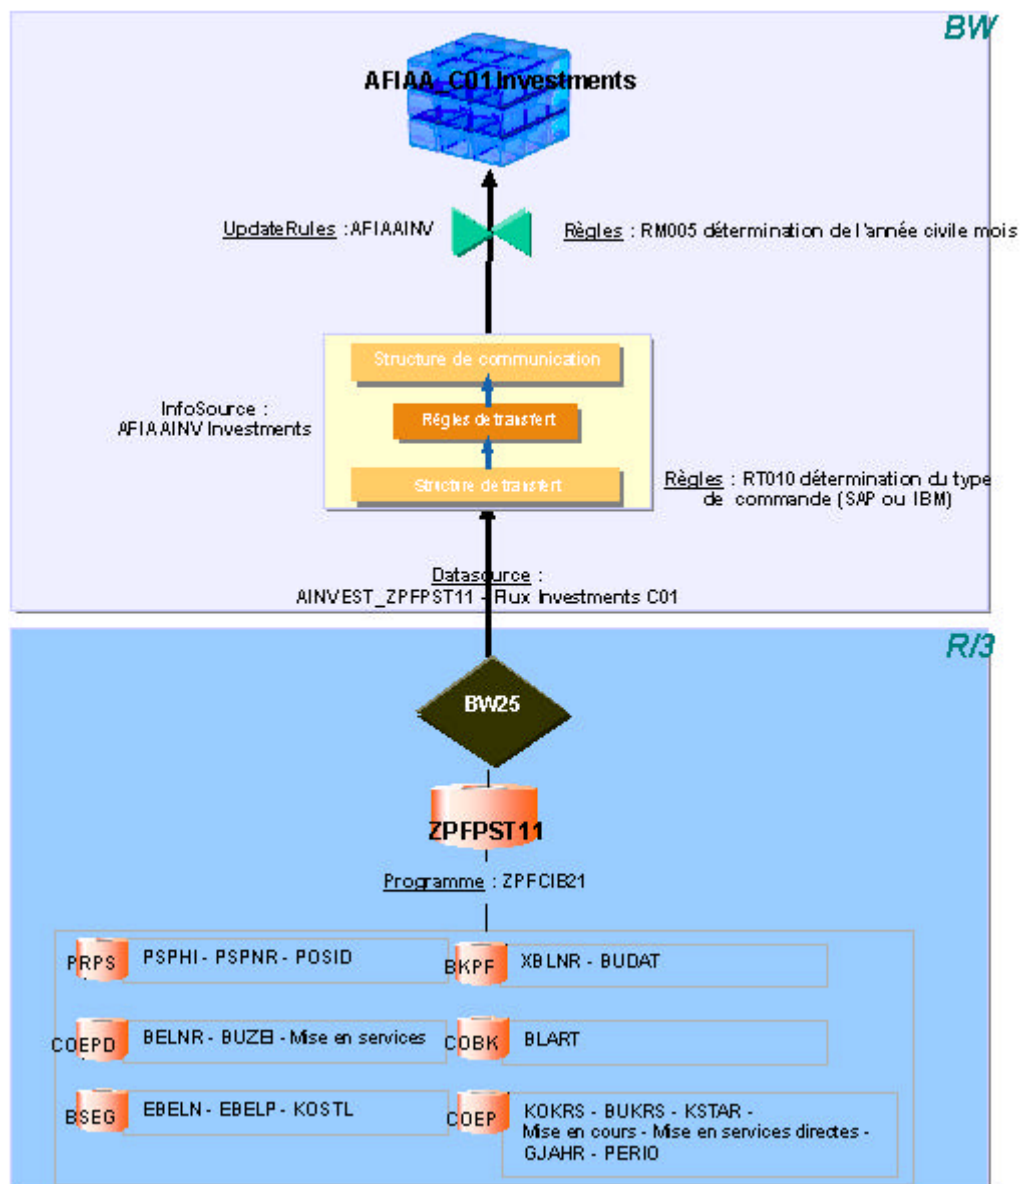 BW
AFIAA_C01 Investments
UpdateRules : AFIAAINV
Règles : RM005 détermination de l'année civile mois
Structure de communication
Règles de transfert
Structure de transfert
InfoSource :
AFIAAINV Investments
Règles : RT010 détermination du type
de commande (SAP ou IBM)
Datasource :
AINVEST_ZPFPST11 - Flux Investments C01
R/3
BW25
ZPFPST11
Programme : ZPFCIB21
PRPS
PSPHI - PSPNR - POSID
BKPF
XBLNR - BUDAT
COEPD
BELNR - BUZEI - Mise en services
COBK
BLART
BSEG
EBELN - EBELP - KOSTL
COEP
KOKRS - BUKRS - KSTAR -
Mise en cours - Mise en services directes -
GJAHR - PERIO